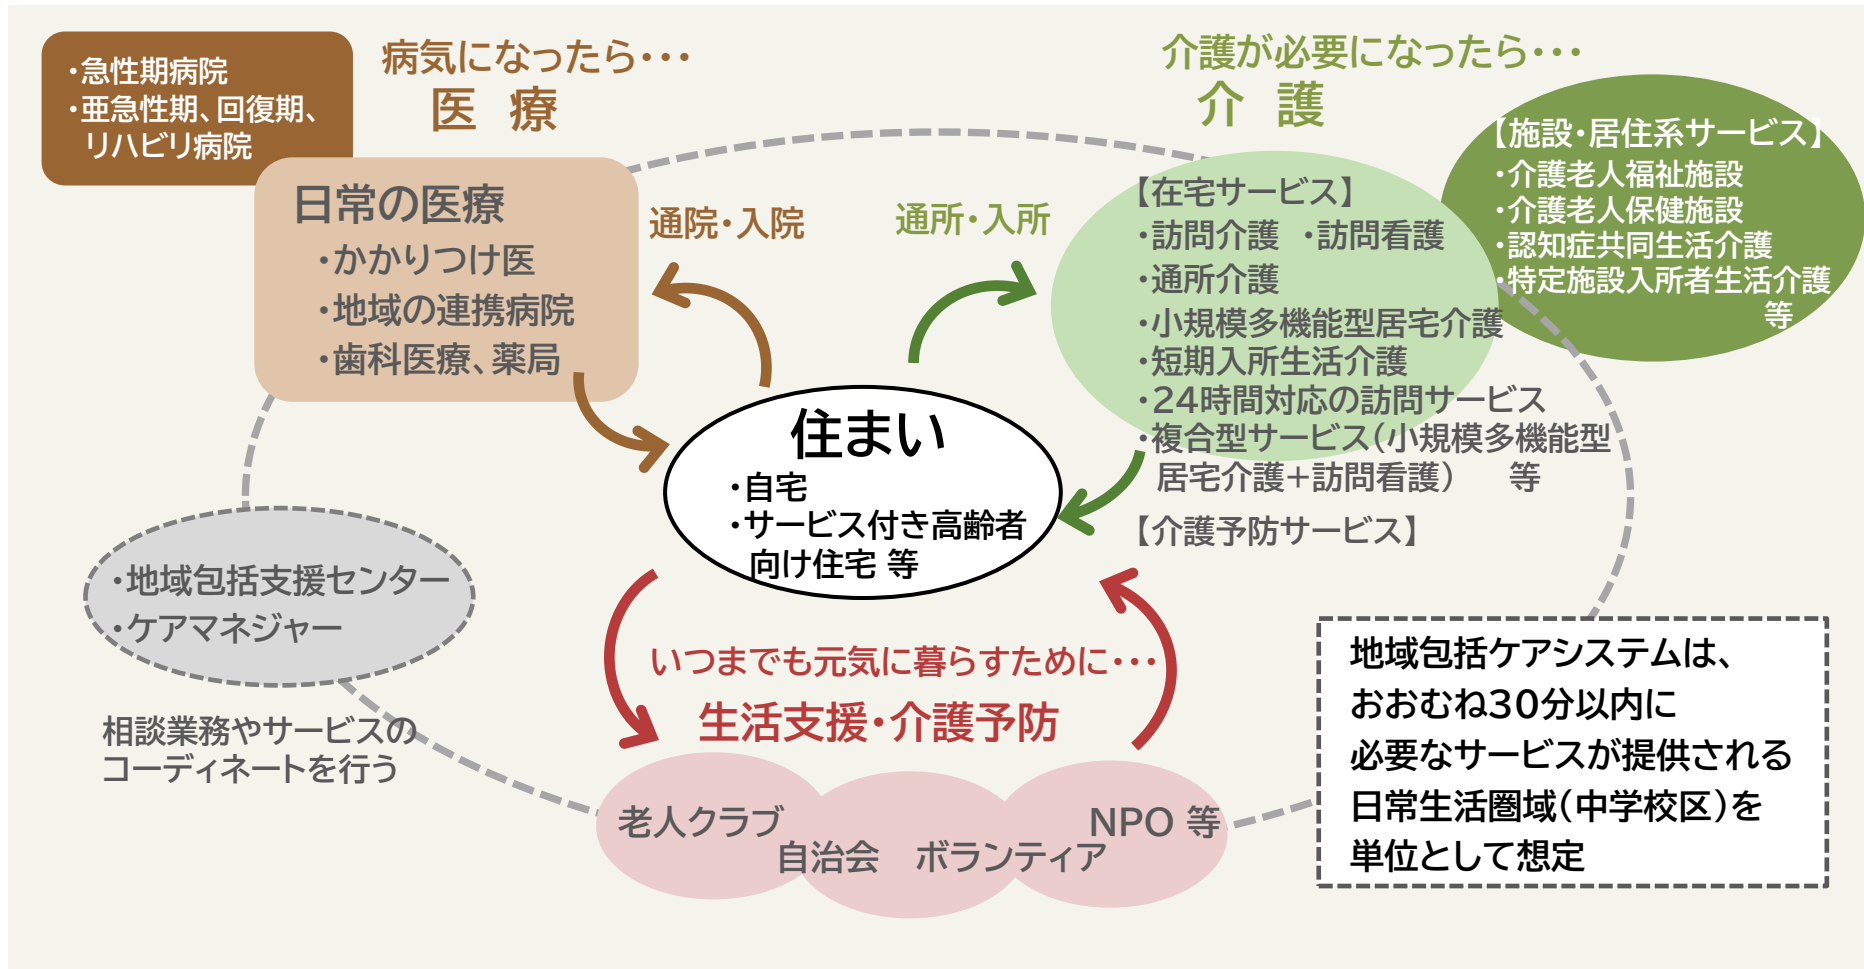 ・急性期病院
・亜急性期、回復期、
リハビリ病院
病気になったら・・・
医 療
日常の医療
・かかりつけ医
・地域の連携病院
・歯科医療、薬局
通院・入院
介護が必要になったら・・・
介 護
通所・入所
【在宅サービス】
・訪問介護 ・訪問看護
・通所介護
・小規模多機能型居宅介護
・短期入所生活介護
・24時間対応の訪問サービス
・複合型サービス（小規模多機能型
居宅介護＋訪問看護） 等
【介護予防サービス】
【施設・居住系サービス】
・介護老人福祉施設
・介護老人保健施設
・認知症共同生活介護
・特定施設入所者生活介護
等
住まい
・自宅
・サービス付き高齢者
向け住宅 等
・地域包括支援センター
・ケアマネジャー
相談業務やサービスの
コーディネートを行う
いつまでも元気に暮らすために・・・
生活支援・介護予防
老人クラブ
自治会 ボランティア
NPO 等
地域包括ケアシステムは、
おおむね30分以内に
必要なサービスが提供される
日常生活圏域（中学校区）を
単位として想定